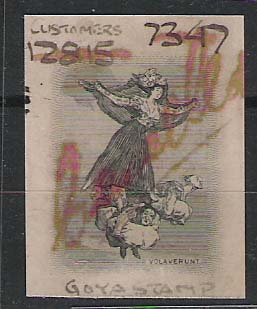 CUSTOMERS 7347
12815
VOLAVERUNT
GOYA STAMP